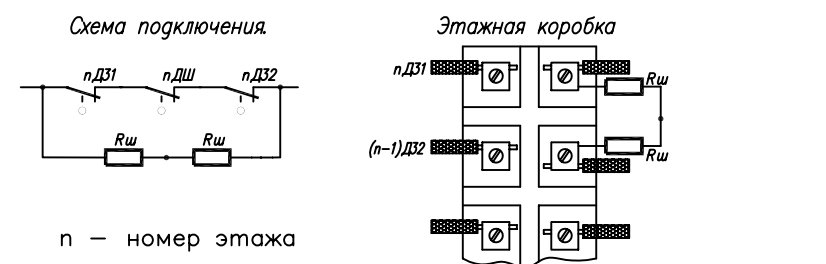 Схема подключения.
nДЗ1 nДШ nДЗ2
Rш Rш
n – номер этажа
Этажная коробка
nДЗ1
Rш
(n-1)ДЗ2
Rш